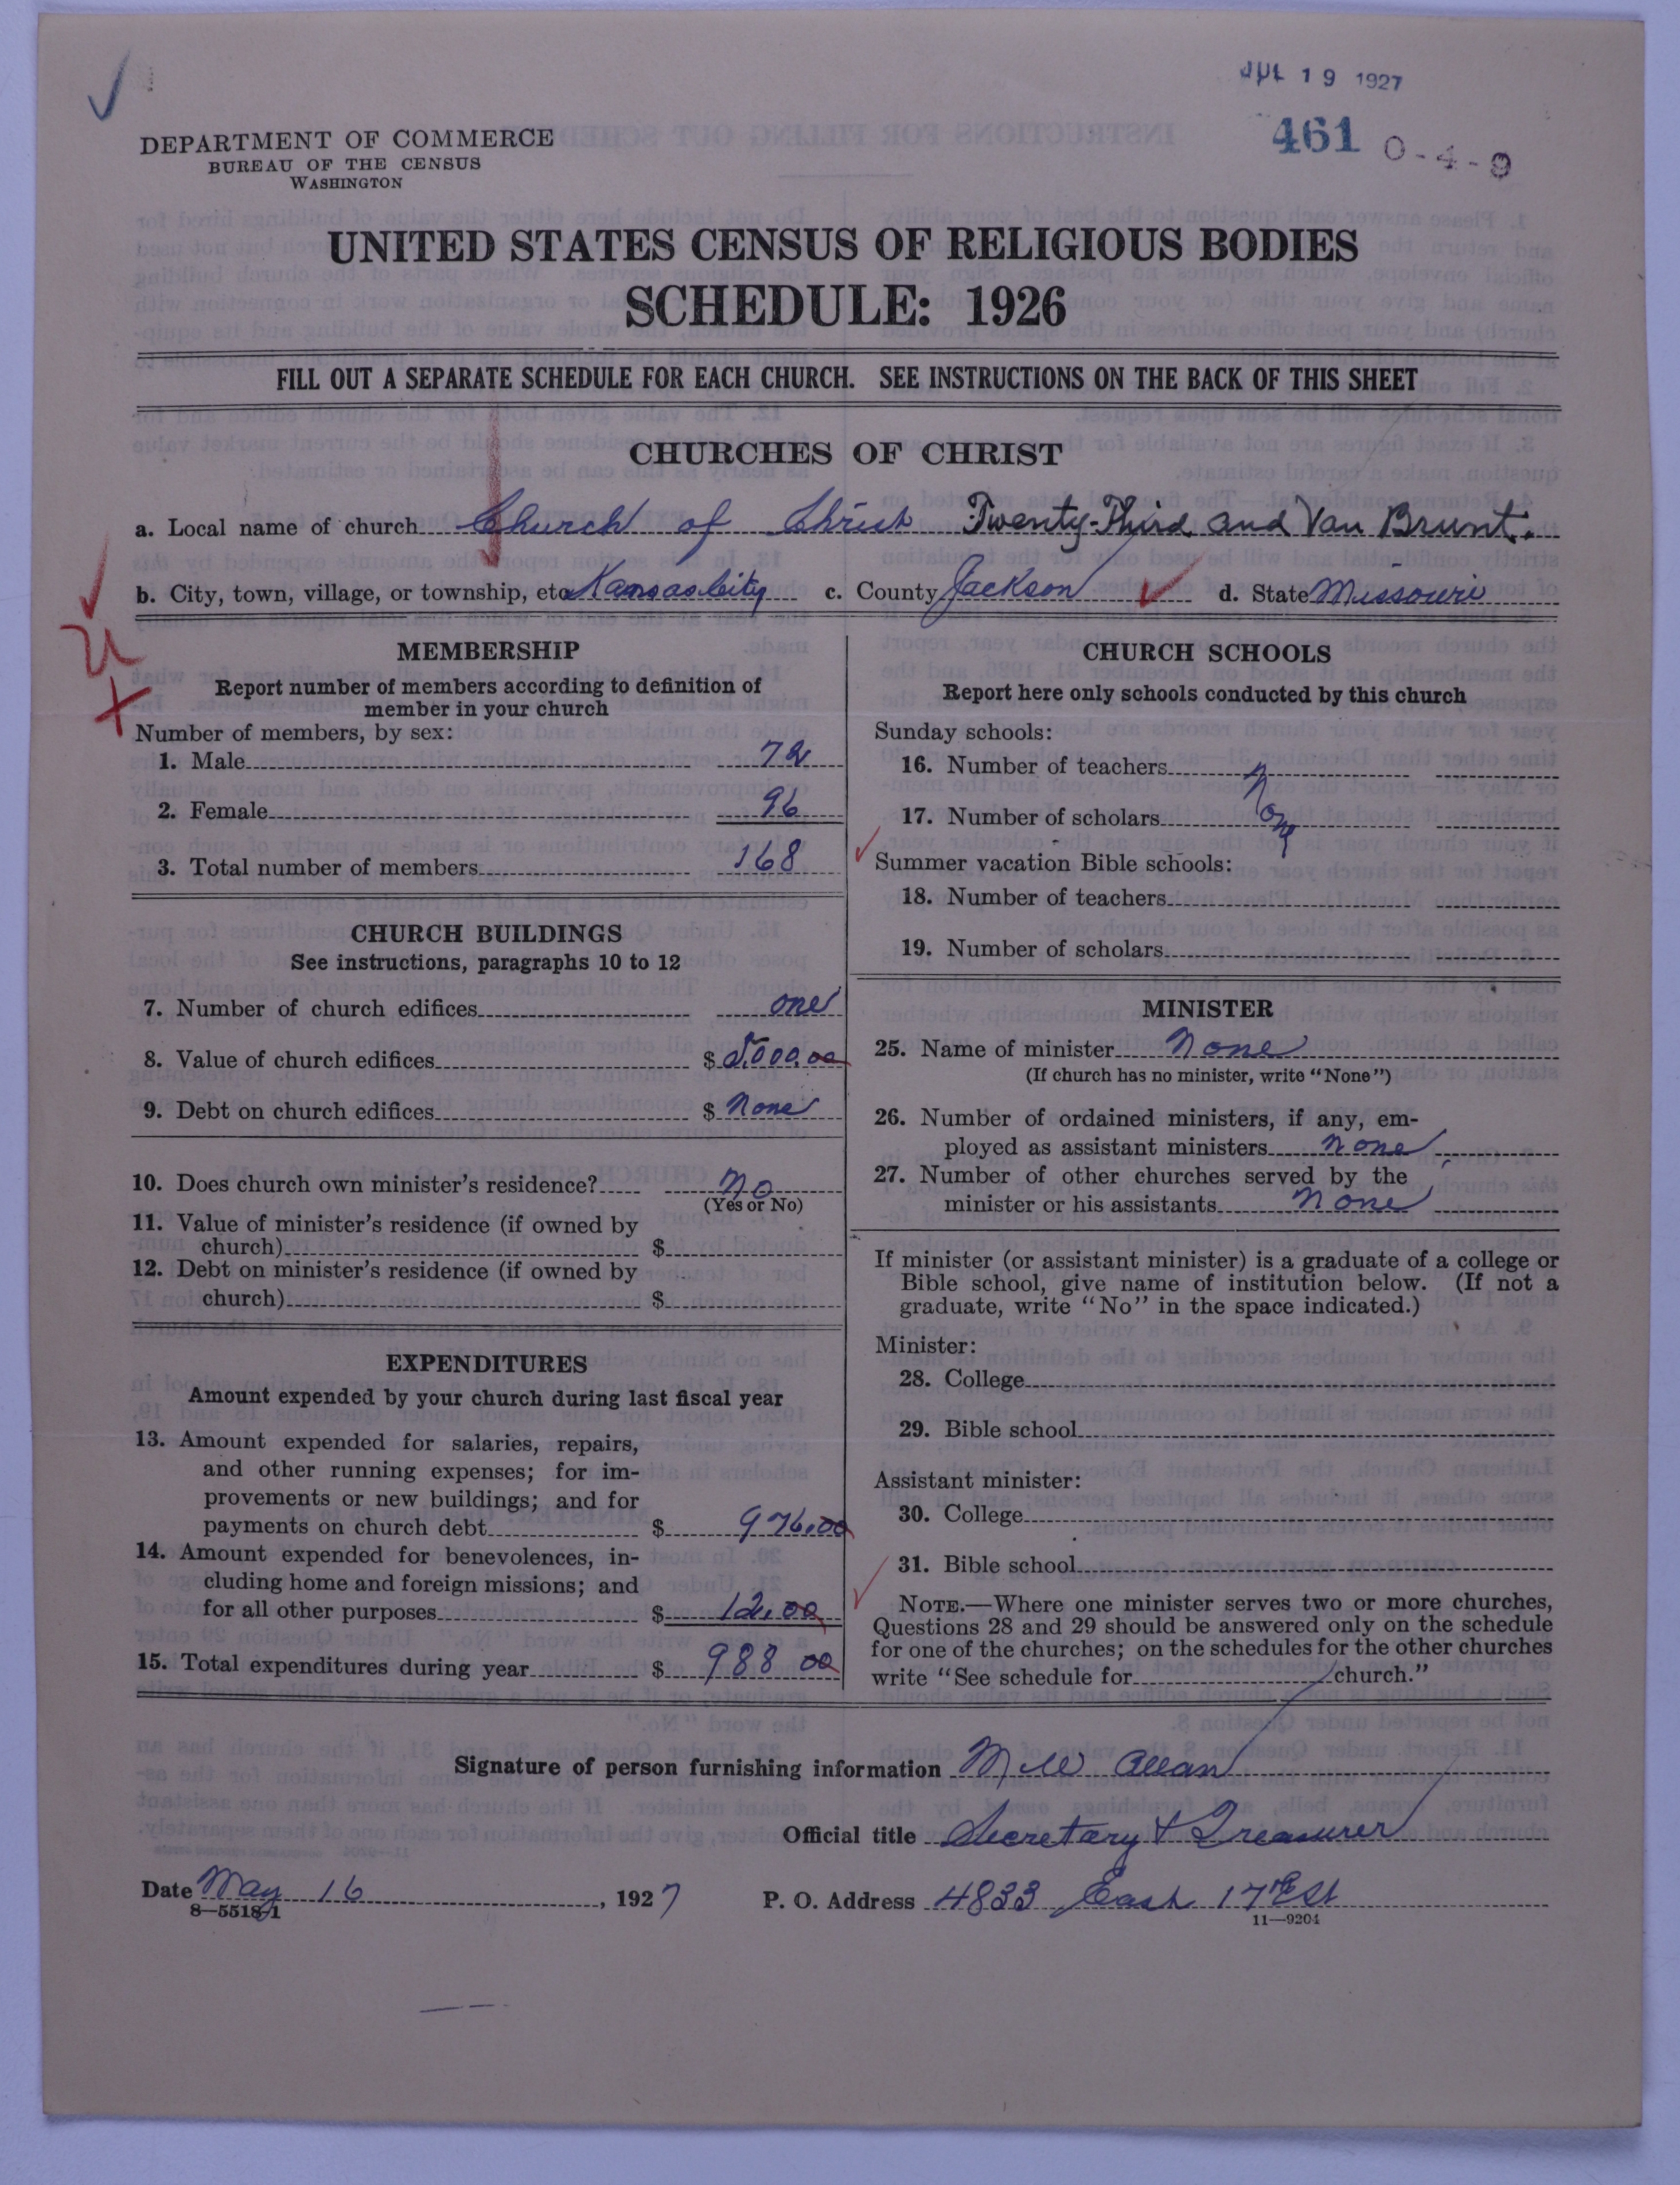 JUL 19 1927
461 0-4-9
DEPARTMENT OF COMMERCE
BUREAU OF THE CENSUS
WASHINGTON
UNITED STATES CENSUS OF RELIGIOUS BODIES
SCHEDULE: 1926
FILL OUT A SEPARATE SCHEDULE FOR EACH CHURCH. SEE INSTRUCTIONS ON THE BACK OF THIS SHEET
CHURCHES OF CHRIST
a. Local name of church Church of Christ Twenty-Third and Van Brunt.
b. City, town, village, or township, etc Kansas City c. County Jackson d. State Missouri
MEMBERSHIP
Report number of members according to definition of
member in your church
Number of members, by sex:
1. Male 72
2. Female 96
3. Total number of members 168
CHURCH BUILDINGS
See instructions, paragraphs 10 to 12
7. Number of church edifices one
8. Value of church edifices $ 5,000.00
9. Debt on church edifices $ None
10. Does church own minister's residence? No
(Yes or No)
11. Value of minister's residence (if owned by
church) $
12. Debt on minister's residence (if owned by
church) $
EXPENDITURES
Amount expended by your church during last fiscal year
13. Amount expended for salaries, repairs,
and other running expenses; for im-
provements or new buildings; and for
payments on church debt $ 976.00
14. Amount expended for benevolences, in-
cluding home and foreign missions; and
for all other purposes $ 12.00
15. Total expenditures during year $ 988 00
CHURCH SCHOOLS
Report here only schools conducted by this church
Sunday schools:
16. Number of teachers
17. Number of scholars None
Summer vacation Bible schools:
18. Number of teachers
19. Number of scholars
MINISTER
25. Name of minister None
(If church has no minister, write "None")
26. Number of ordained ministers, if any, em-
ployed as assistant ministers None
27. Number of other churches served by the
minister or his assistants None
If minister (or assistant minister) is a graduate of a college or
Bible school, give name of institution below. (If not a
graduate, write "No" in the space indicated.)
Minister:
28. College
29. Bible school
Assistant minister:
30. College
31. Bible school
NOTE.—Where one minister serves two or more churches,
Questions 28 and 29 should be answered only on the schedule
for one of the churches; on the schedules for the other churches
write "See schedule for church."
Signature of person furnishing information M W Allan
Official title Secretary & Treasurer
Date May 16, 1927 P. O. Address 4833 East 17th St
8—5518-1
11—9204